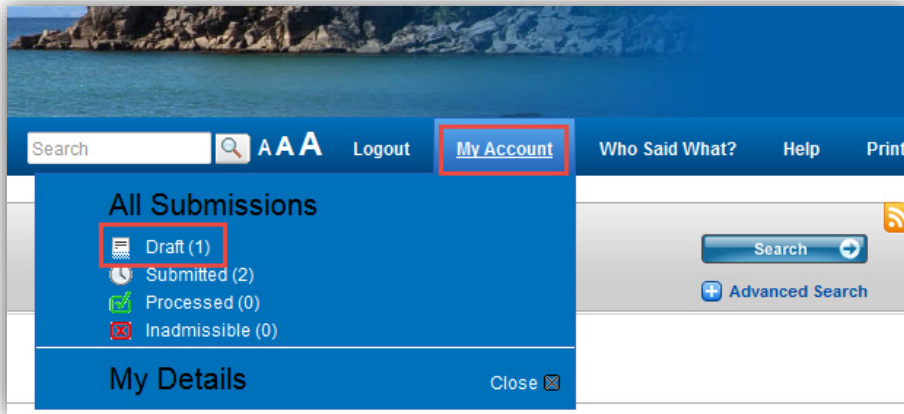 Search AAA Logout My Account Who Said What? Help Print
All Submissions
Draft (1)
Submitted (2)
Processed (0)
Inadmissible (0)
My Details Close
Search
Advanced Search